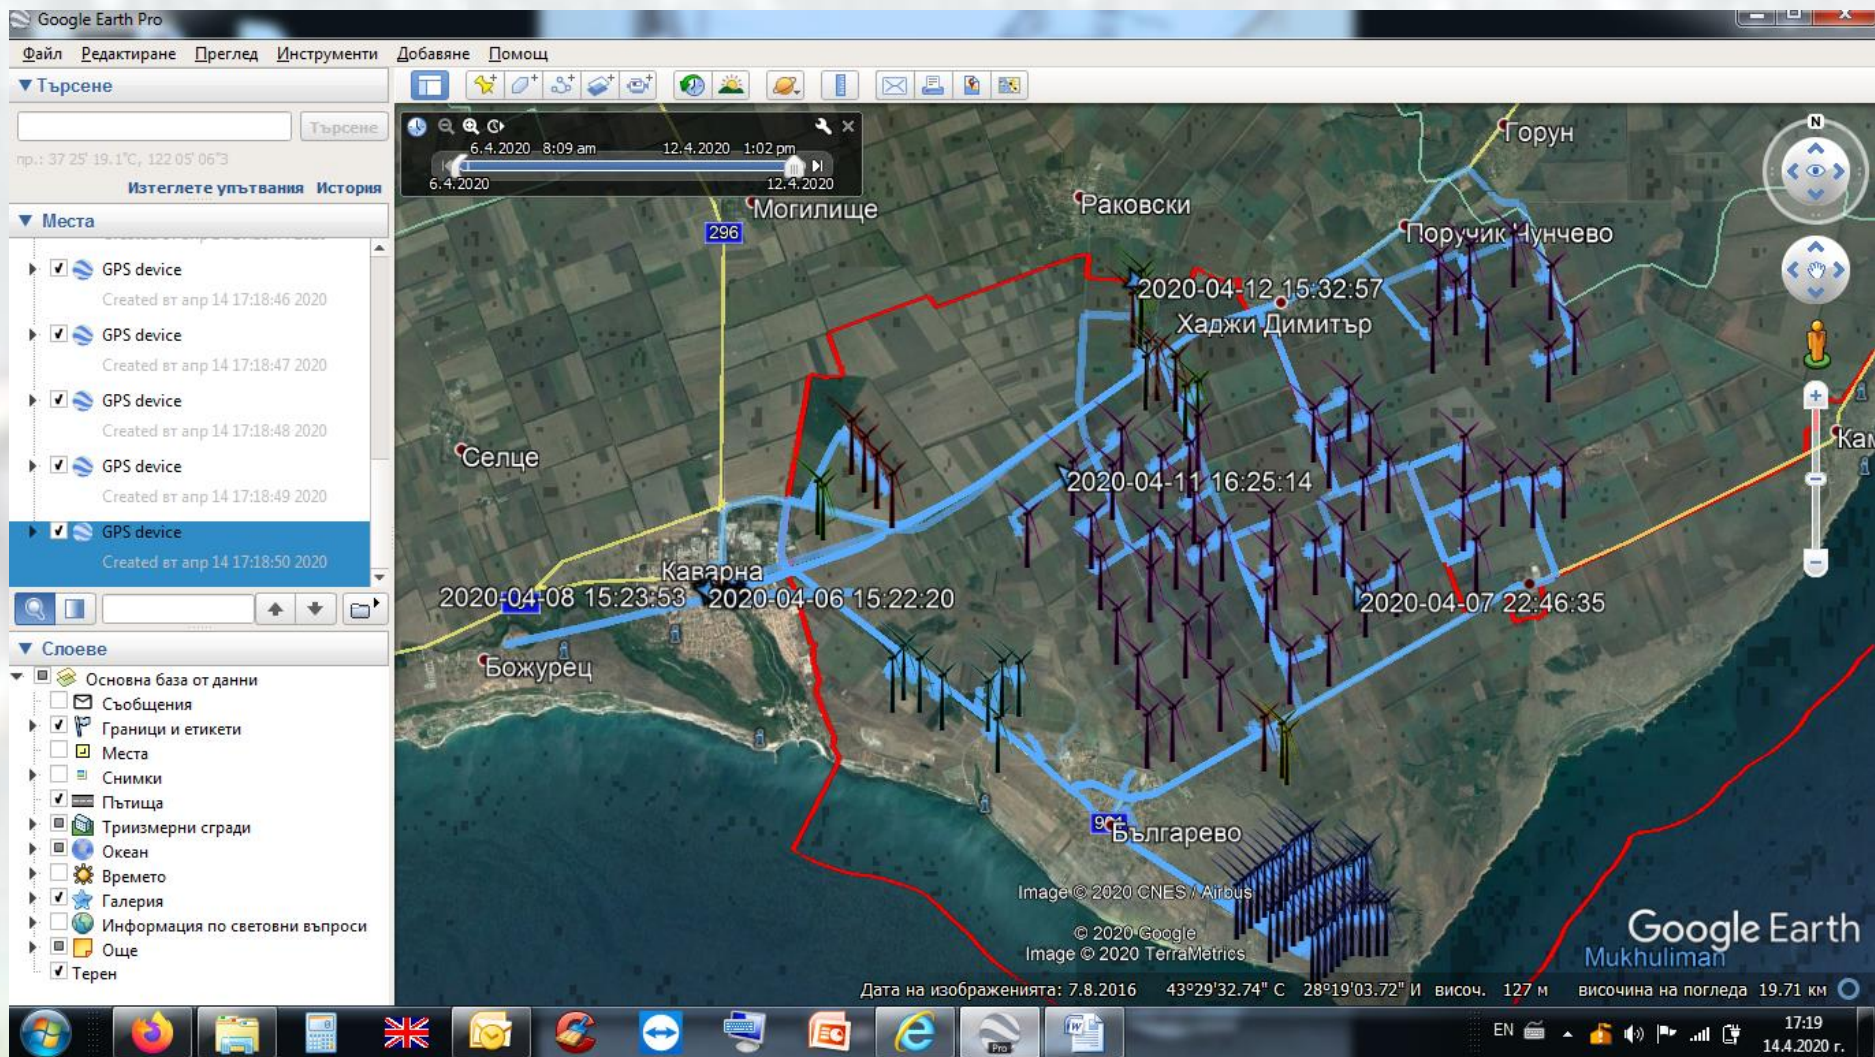 Google Earth Pro
Файл Редактиране Преглед Инструменти Добавяне Помощ
Търсене
Търсене
пр.: 37 25' 19.1"С, 122 05' 06"З
Изтеглете упътвания История
Места
GPS device
Created вт апр 14 17:18:46 2020
GPS device
Created вт апр 14 17:18:47 2020
GPS device
Created вт апр 14 17:18:48 2020
GPS device
Created вт апр 14 17:18:49 2020
GPS device
Created вт апр 14 17:18:50 2020
Слоеве
Основна база от данни
Съобщения
Граници и етикети
Места
Снимки
Пътища
Триизмерни сгради
Океан
Времето
Галерия
Информация по световни въпроси
Още
Терен
6.4.2020 8:09 am 12.4.2020 1:02 pm
6.4.2020 12.4.2020
N
Горун
Могилище
Раковски
296
Поручик Чунчево
2020-04-12 15:32:57
Хаджи Димитър
Кам
Селце
2020-04-11 16:25:14
Каварна
2020-04-08 15:23:53 2020-04-06 15:22:20
2020-04-07 22:46:35
Божурец
901
Българево
Image © 2020 CNES / Airbus
© 2020 Google
Image © 2020 TerraMetrics
Google Earth
Mukhuliman
Дата на изображенията: 7.8.2016 43°29'32.74" С 28°19'03.72" И височ. 127 м височина на погледа 19.71 км
Pro
EN
17:19
14.4.2020 г.